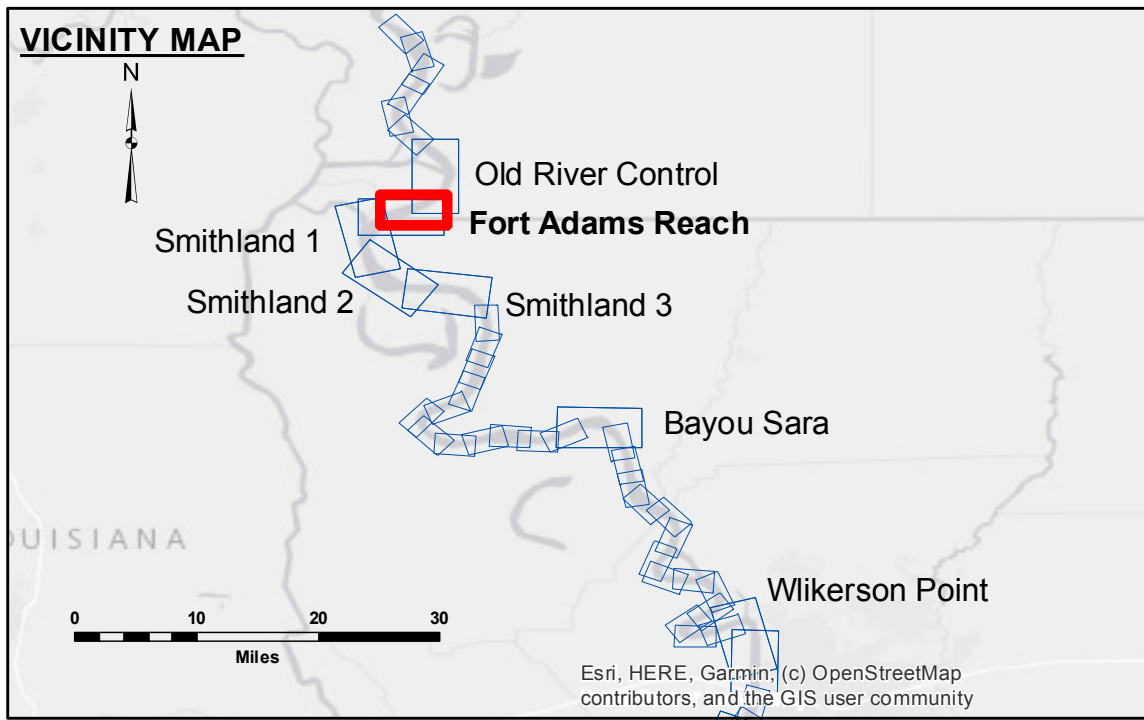 VICINITY MAP
N
Old River Control
Fort Adams Reach
Smithland 1
Smithland 2
Smithland 3
Bayou Sara
OUISIANA
Wlikerson Point
0 10 20 30
Miles
Esri, HERE, Garmin, (c) OpenStreetMap
contributors, and the GIS user community